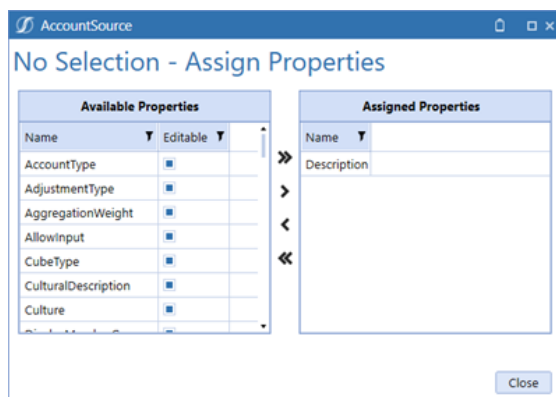 AccountSource
No Selection - Assign Properties
Available Properties
Assigned Properties
Name Editable
Name
AccountType
Description
AdjustmentType
AggregationWeight
AllowInput
CubeType
CulturalDescription
Culture
Close